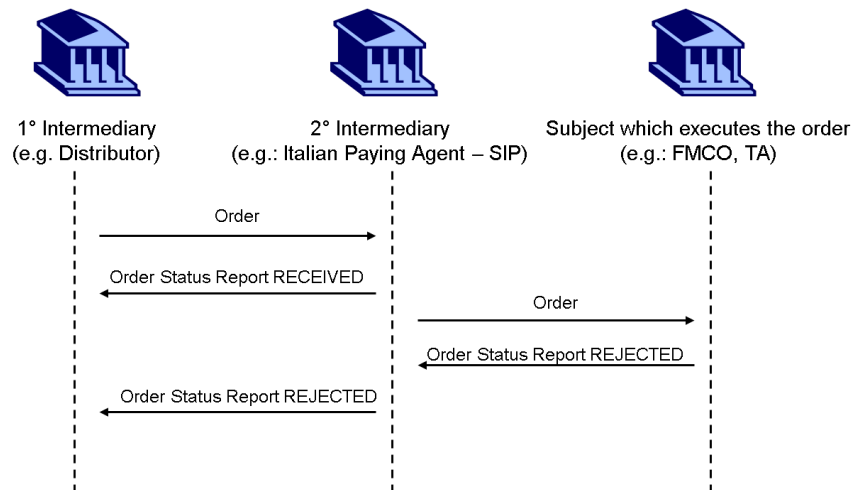 1° Intermediary
(e.g. Distributor)
2° Intermediary
(e.g.: Italian Paying Agent – SIP)
Subject which executes the order
(e.g.: FMCO, TA)
Order
Order Status Report RECEIVED
Order
Order Status Report REJECTED
Order Status Report REJECTED